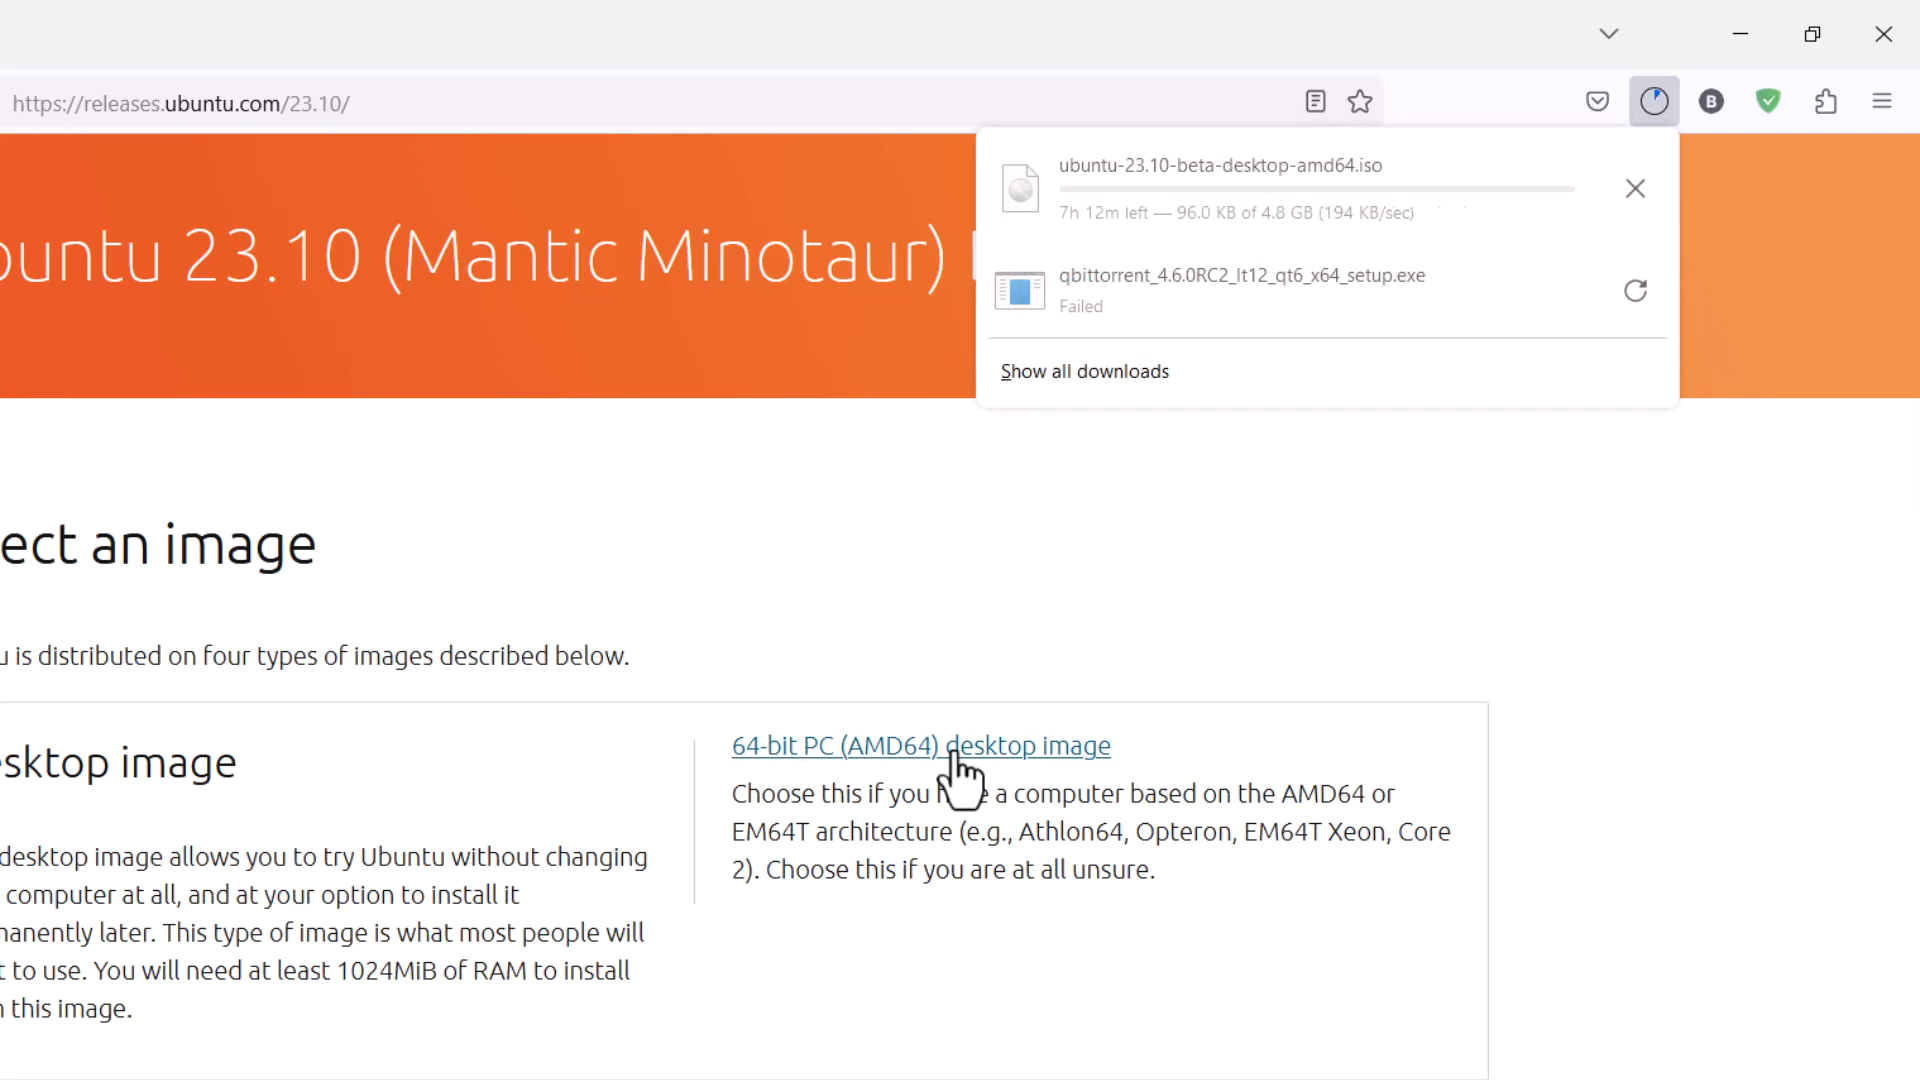 https://releases.ubuntu.com/23.10/
B
ubuntu-23.10-beta-desktop-amd64.iso
7h 12m left — 96.0 KB of 4.8 GB (194 KB/sec)
qbittorrent_4.6.0RC2_lt12_qt6_x64_setup.exe
Failed
Show all downloads
buntu 23.10 (Mantic Minotaur)
ect an image
u is distributed on four types of images described below.
esktop image
desktop image allows you to try Ubuntu without changing
computer at all, and at your option to install it
nanently later. This type of image is what most people will
t to use. You will need at least 1024MiB of RAM to install
n this image.
64-bit PC (AMD64) desktop image
Choose this if you have a computer based on the AMD64 or
EM64T architecture (e.g., Athlon64, Opteron, EM64T Xeon, Core
2). Choose this if you are at all unsure.